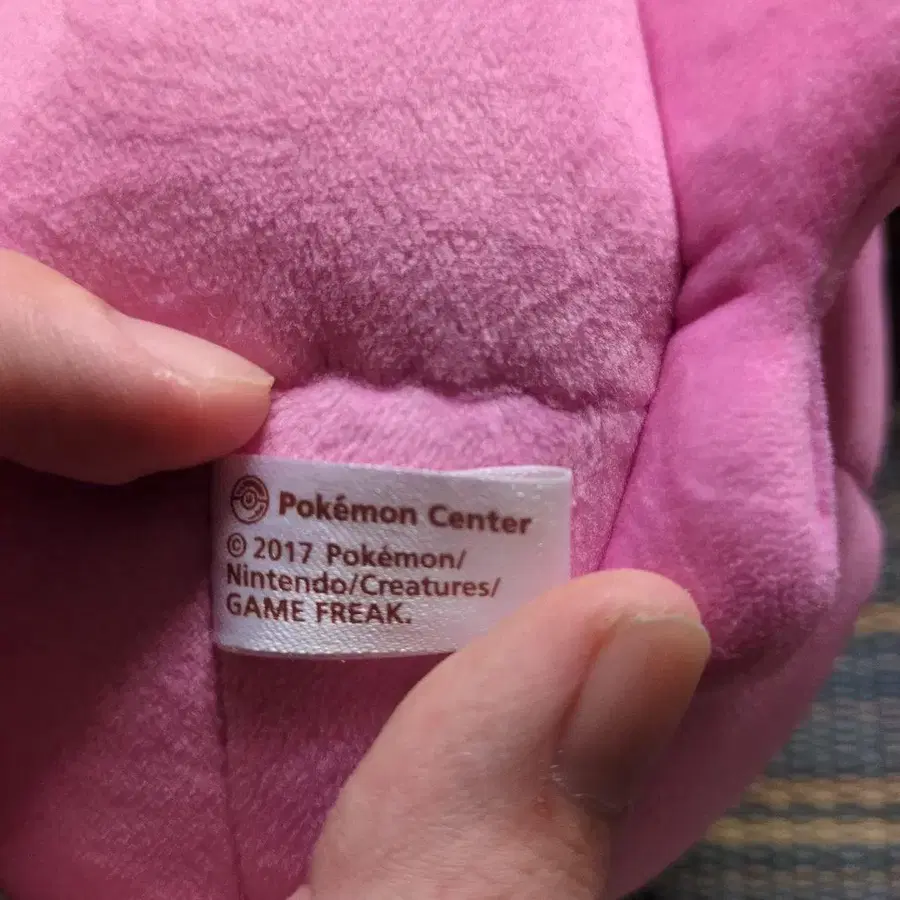 Pokémon Center
© 2017 Pokémon/
Nintendo/Creatures/
GAME FREAK.